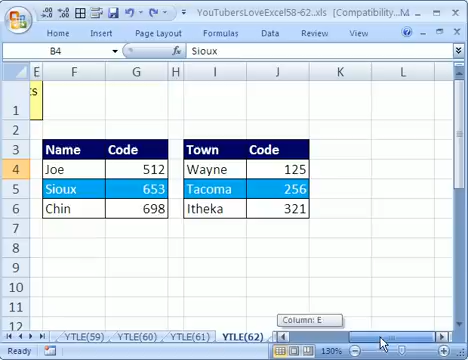 YouTubersLoveExcel58-62..xls [Compatibility...
Home Insert Page Layout Formulas Data Review View
B4 Sioux
E F G H I J K L
ts
1
2
3 Name Code Town Code
4 Joe 512 Wayne 125
5 Sioux 653 Tacoma 256
6 Chin 698 Itheka 321
7
8
9
10
11
12
Column: E
YTLE(59) YTLE(60) YTLE(61) YTLE(62)
Ready 130%